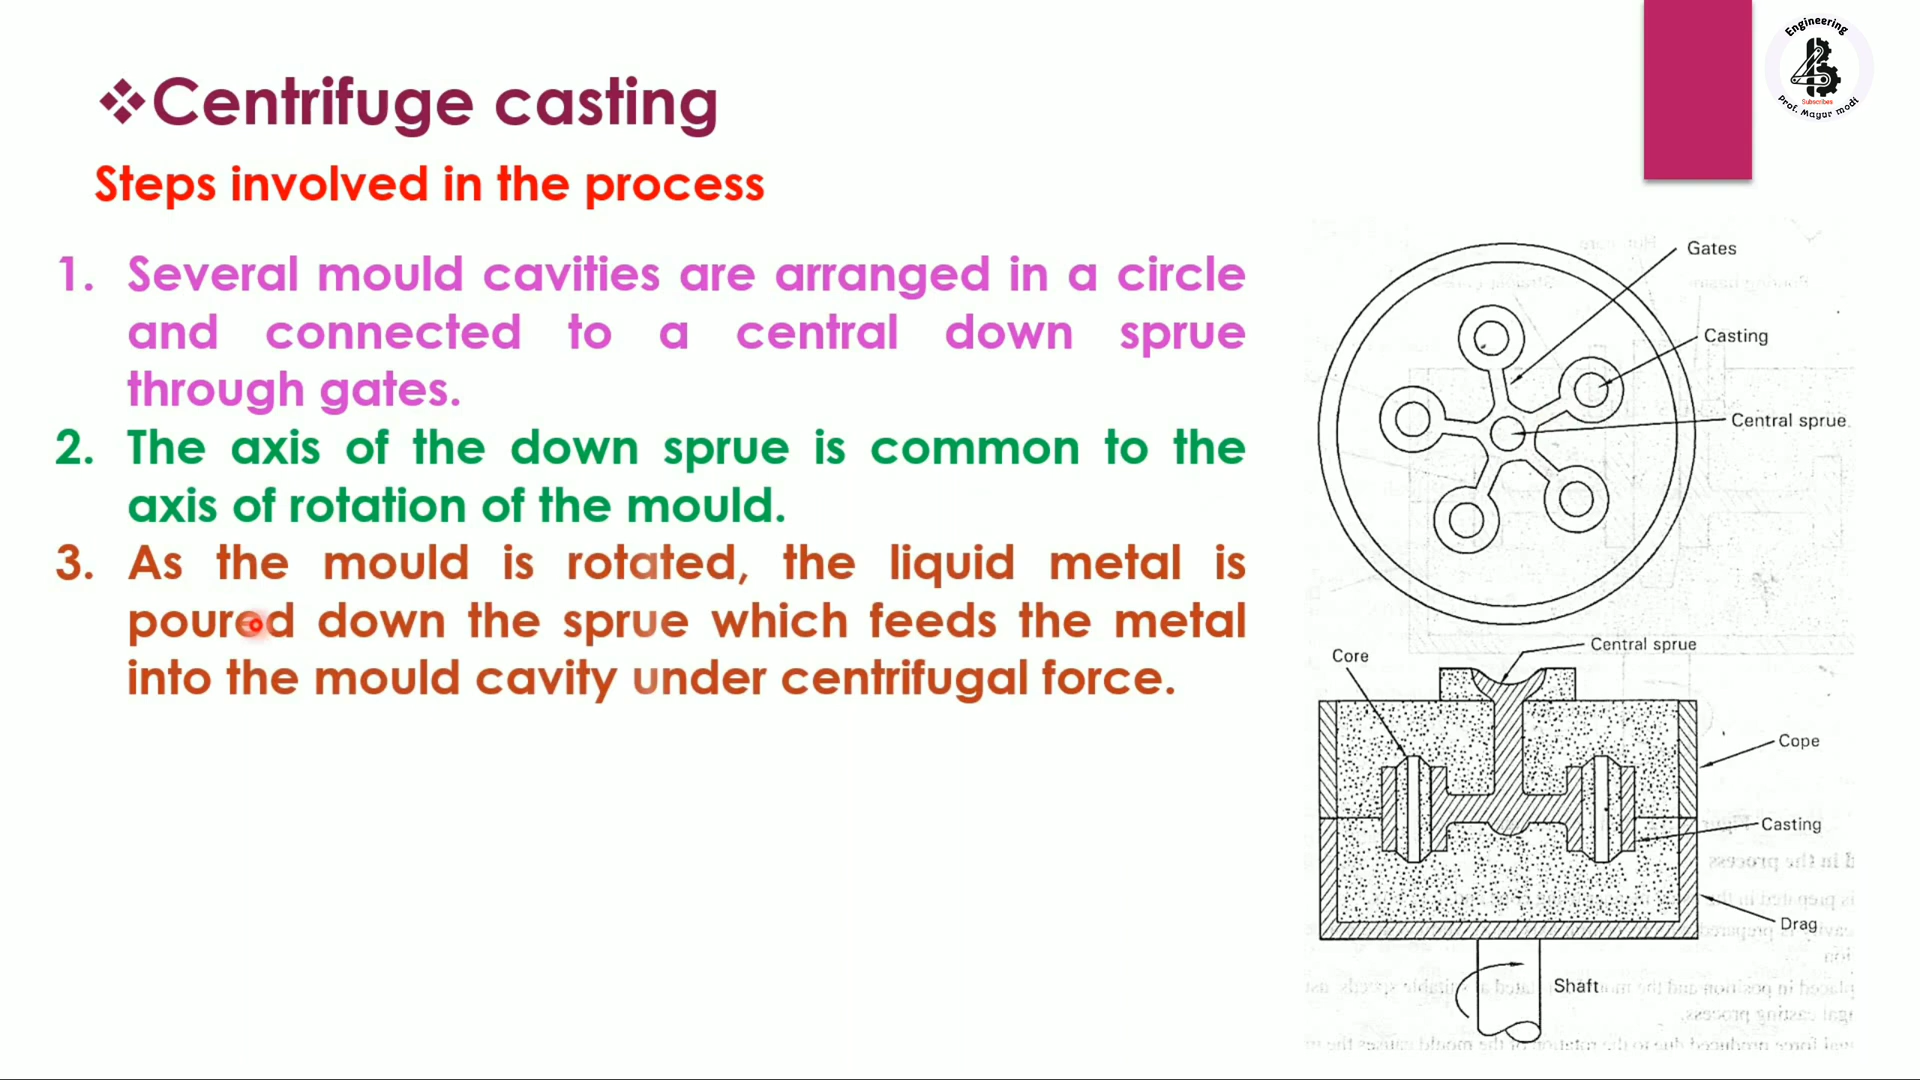 Engineering
Subscribes
Prof. Mayur modi
❖Centrifuge casting
Steps involved in the process
1. Several mould cavities are arranged in a circle
and connected to a central down sprue
through gates.
2. The axis of the down sprue is common to the
axis of rotation of the mould.
3. As the mould is rotated, the liquid metal is
poured down the sprue which feeds the metal
into the mould cavity under centrifugal force.
Gates
Casting
Central sprue
Central sprue
Core
Cope
Casting
Drag
Shaft